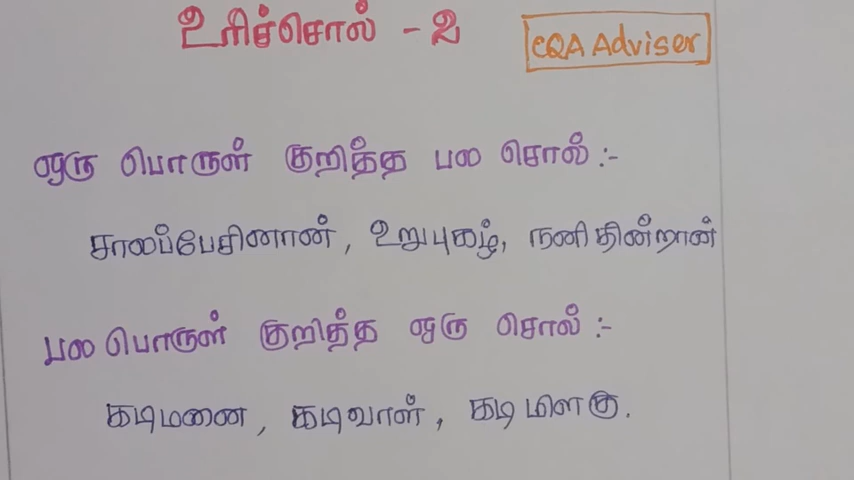 உரிச்சொல் - 2
CQA Adviser
ஒரு பொருள் குறித்த பல சொல் :-
சாலப்பேசினான், உறுபுகழ், நனி தின்றான்
பல பொருள் குறித்த ஒரு சொல் :-
கடிமனை, கடிவாள், கடி மிளகு.